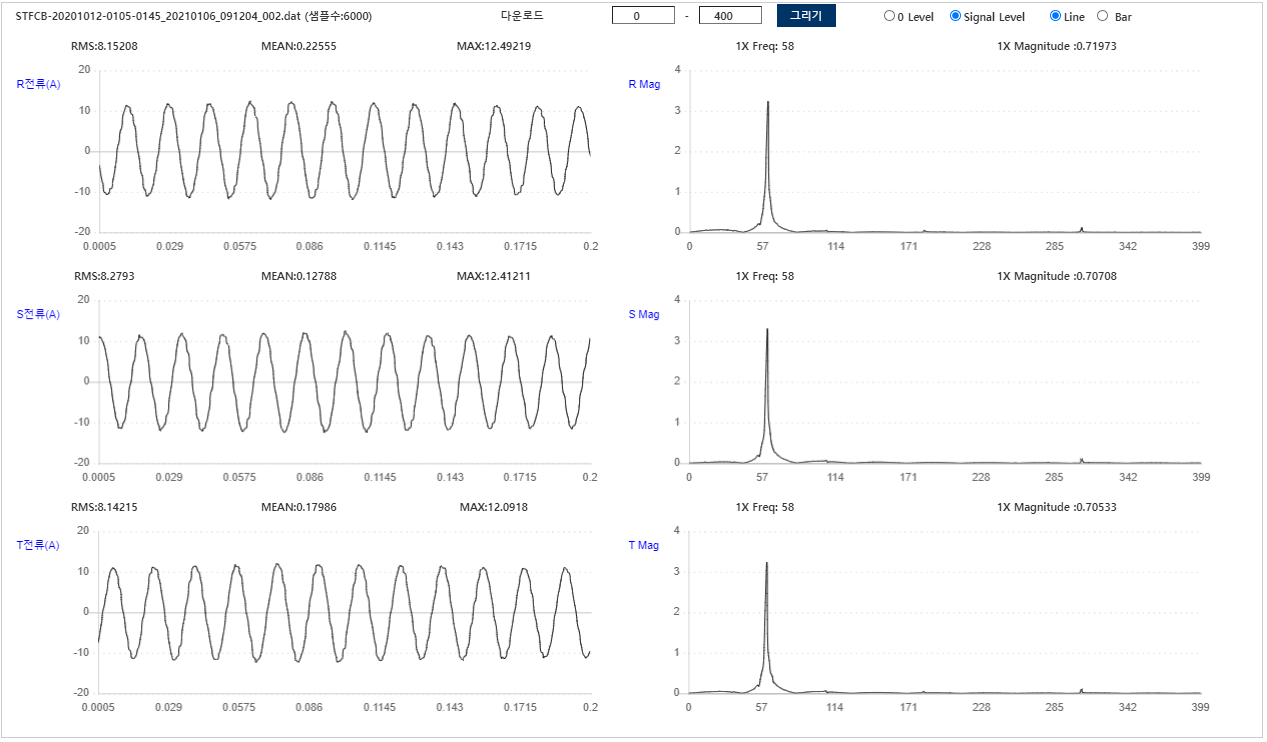 STFCB-20201012-0105-0145_20210106_091204_002.dat (샘플수:6000) 다운로드 0 - 400 그리기 0 Level Signal Level Line Bar
RMS:8.15208 MEAN:0.22555 MAX:12.49219 1X Freq: 58 1X Magnitude :0.71973
R전류(A)
20
10
0
-10
-20
0.0005 0.029 0.0575 0.086 0.1145 0.143 0.1715 0.2
R Mag
4
3
2
1
0
0 57 114 171 228 285 342 399
RMS:8.2793 MEAN:0.12788 MAX:12.41211 1X Freq: 58 1X Magnitude :0.70708
S전류(A)
20
10
0
-10
-20
0.0005 0.029 0.0575 0.086 0.1145 0.143 0.1715 0.2
S Mag
4
3
2
1
0
0 57 114 171 228 285 342 399
RMS:8.14215 MEAN:0.17986 MAX:12.0918 1X Freq: 58 1X Magnitude :0.70533
T전류(A)
20
10
0
-10
-20
0.0005 0.029 0.0575 0.086 0.1145 0.143 0.1715 0.2
T Mag
4
3
2
1
0
0 57 114 171 228 285 342 399